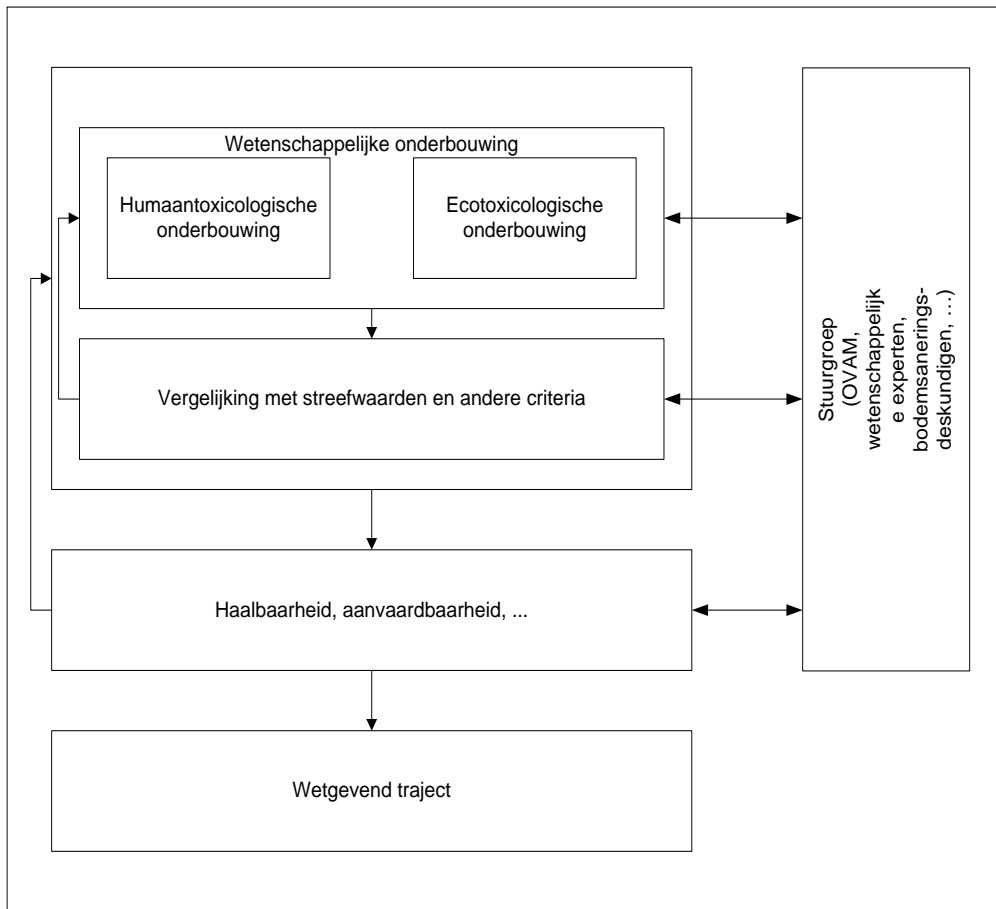 Wetenschappelijke onderbouwing
Humaantoxicologische
onderbouwing
Ecotoxicologische
onderbouwing
Vergelijking met streefwaarden en andere criteria
Haalbaarheid, aanvaardbaarheid, ...
Wetgevend traject
Stuurgroep
(OVAM,
wetenschappelijk
e experten,
bodemsanerings-
deskundigen, …)